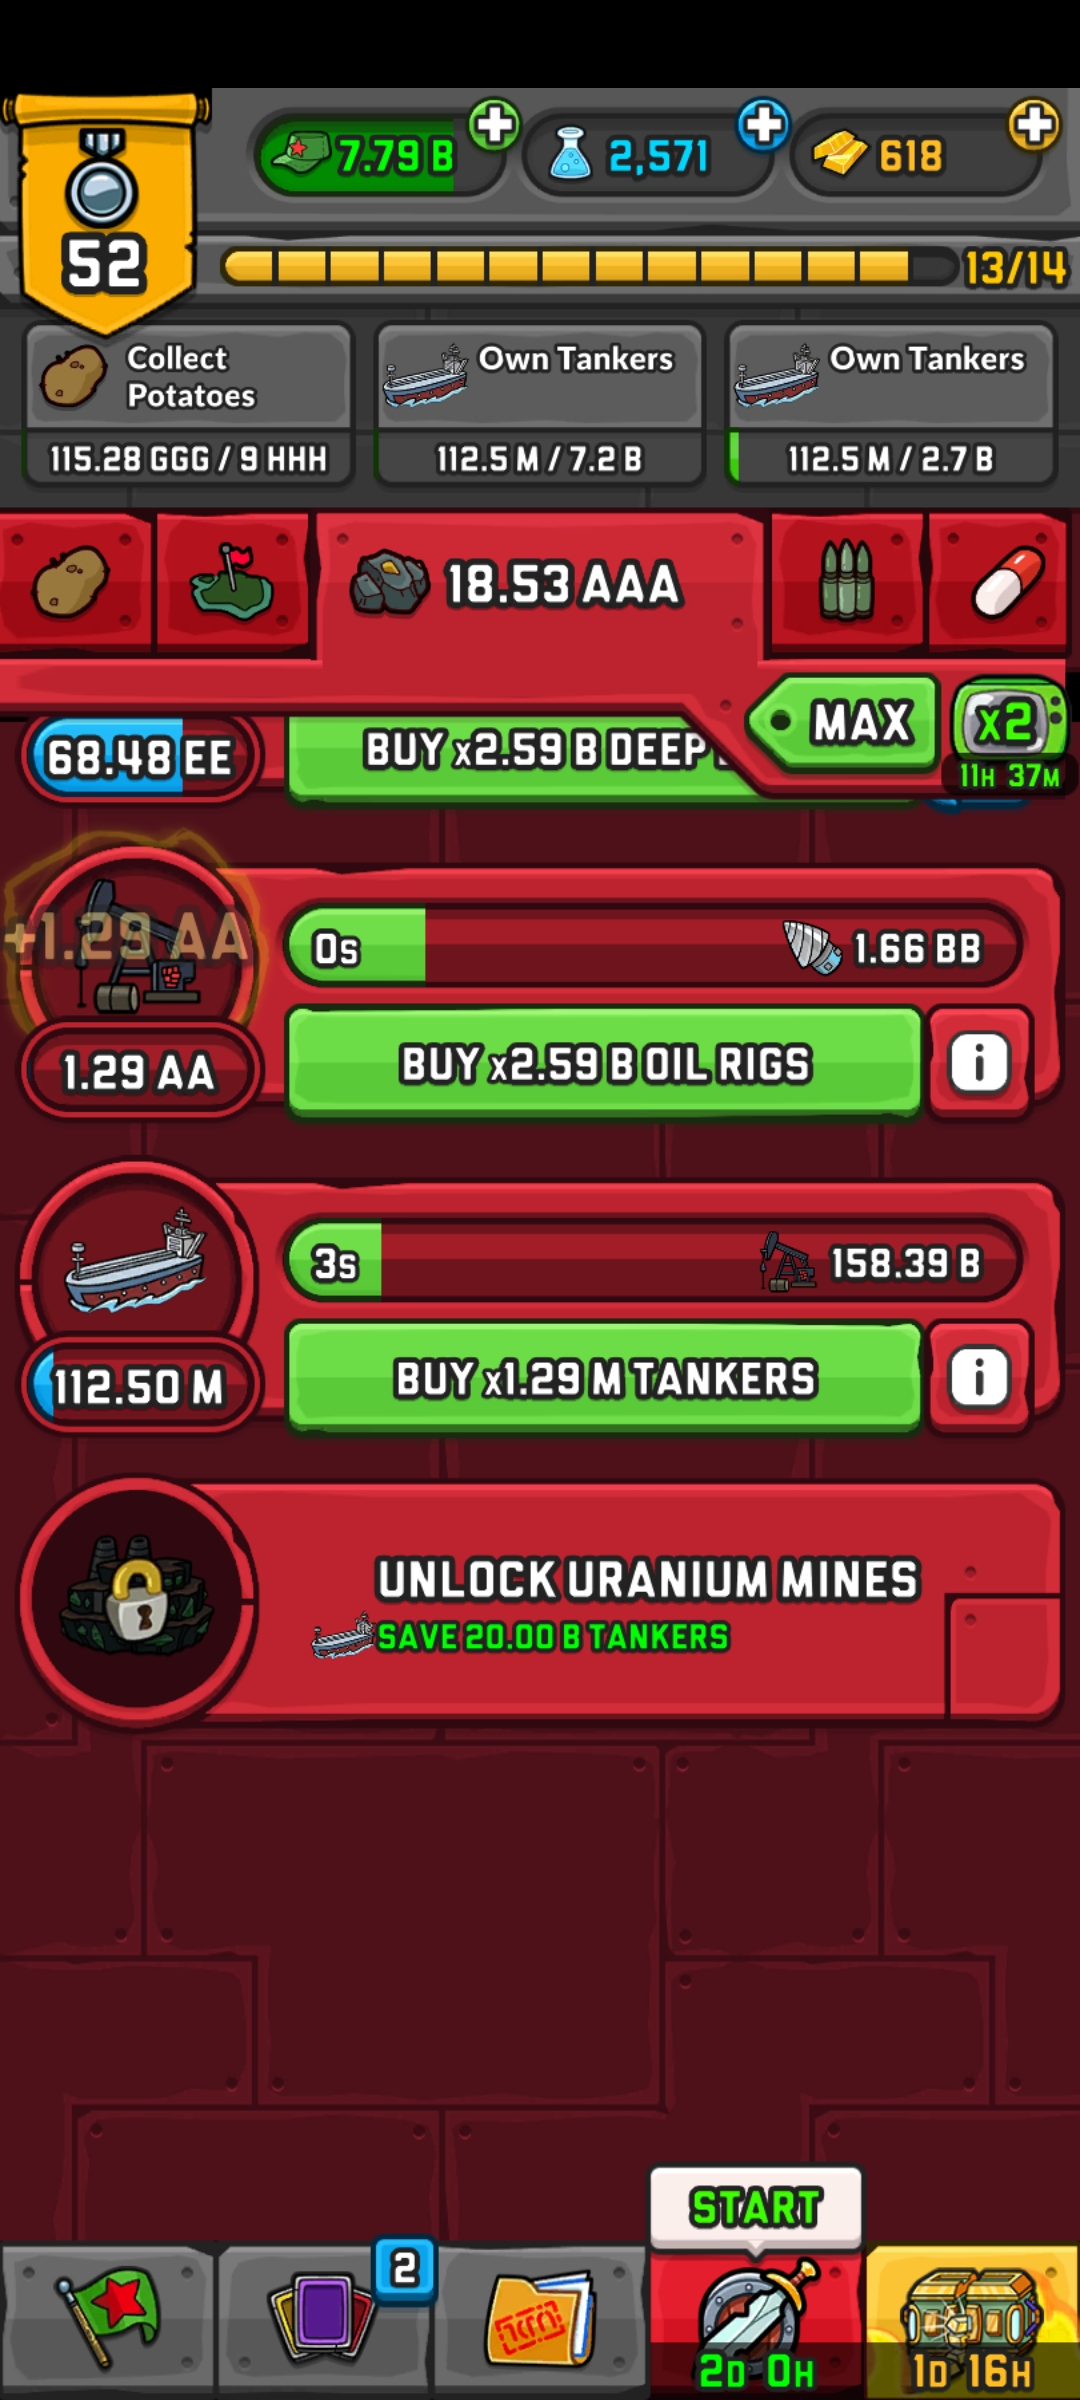 7.79 B
2,571
618
52
13/14
Collect
Potatoes
115.28 GGG / 9 HHH
Own Tankers
112.5 M / 7.2 B
Own Tankers
112.5 M / 2.7 B
18.53 AAA
MAX
x2
11H 37M
68.48 EE
BUY x2.59 B DEEP
+1.29 AA
0s
1.66 BB
1.29 AA
BUY x2.59 B OIL RIGS
i
3s
158.39 B
112.50 M
BUY x1.29 M TANKERS
i
UNLOCK URANIUM MINES
SAVE 20.00 B TANKERS
START
2
2D 0H
1D 16H